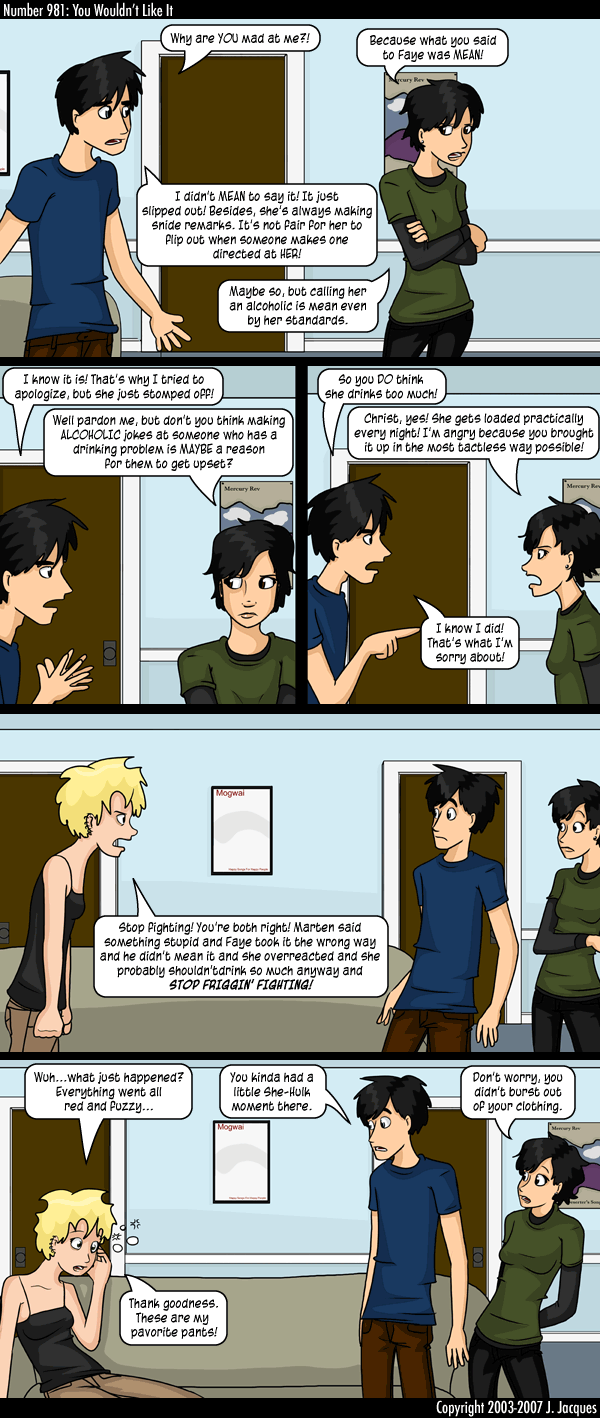 Number 981: You Wouldn't Like It
Why are YOU mad at me?!
Because what you said
to Faye was MEAN!
Mercury Rev
I didn't MEAN to say it! It just
slipped out! Besides, she's always making
snide remarks. It's not fair for her to
flip out when someone makes one
directed at HER!
Maybe so, but calling her
an alcoholic is mean even
by her standards.
I know it is! That's why I tried to
apologize, but she just stomped off!
Well pardon me, but don't you think making
ALCOHOLIC jokes at someone who has a
drinking problem is MAYBE a reason
for them to get upset?
Mercury Rev
So you DO think
she drinks too much!
Christ, yes! She gets loaded practically
every night! I'm angry because you brought
it up in the most tactless way possible!
Mercury Rev
I know I did!
That's what I'm
sorry about!
Mogwai
Happy Songs For Happy People
Stop fighting! You're both right! Marten said
something stupid and Faye took it the wrong way
and he didn't mean it and she overreacted and she
probably shouldn'tdrink so much anyway and
STOP FRIGGIN' FIGHTING!
Wuh...what just happened?
Everything went all
red and fuzzy...
You kinda had a
little She-Hulk
moment there.
Don't worry, you
didn't burst out
of your clothing.
Mogwai
Happy Songs For Happy People
Mercury Rev
Thank goodness.
These are my
favorite pants!
Copyright 2003-2007 J. Jacques